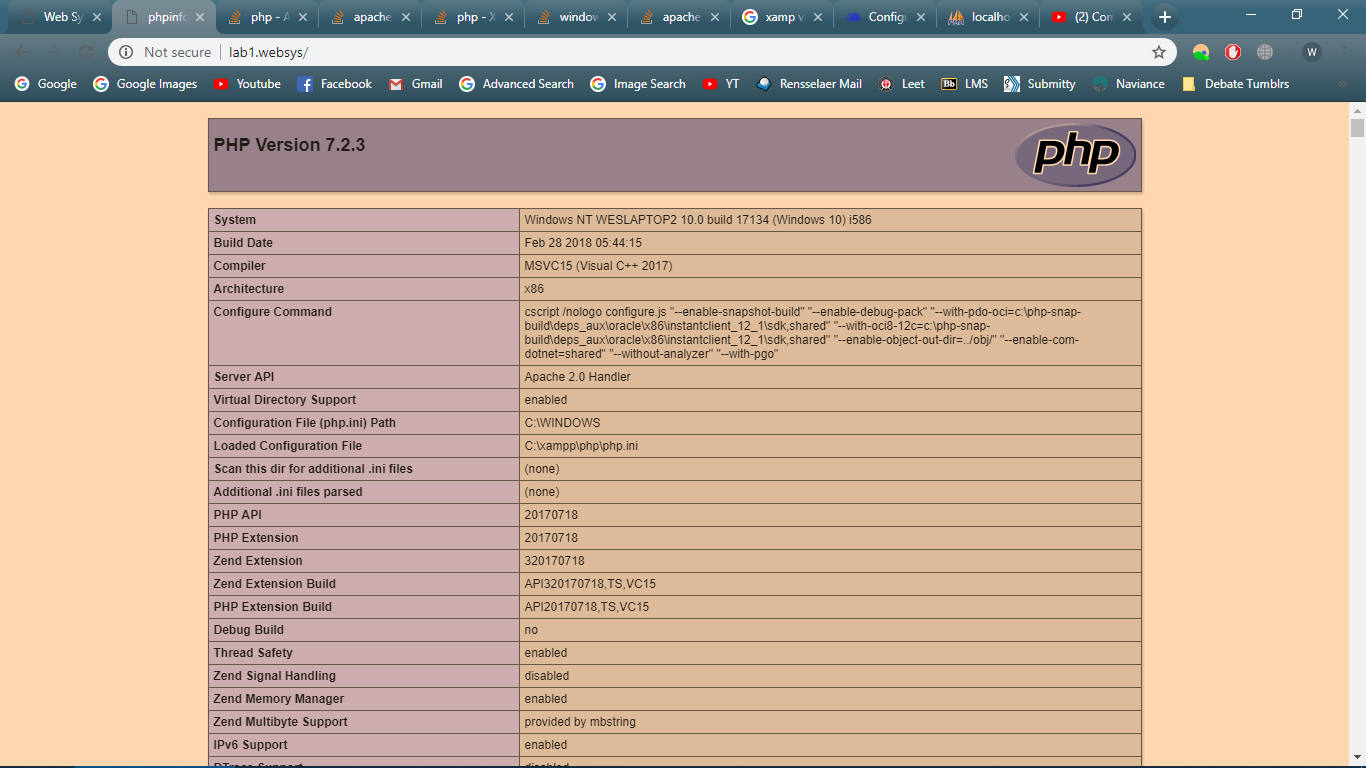 Web Sy
phpinfo
php - A
apache
php - X
window
apache
xamp v
Configu
localho
(2) Con
Not secure
lab1.websys/
W
Google
Google Images
Youtube
Facebook
Gmail
Advanced Search
Image Search
YT
Rensselaer Mail
Leet
Bb
LMS
Submitty
Naviance
Debate Tumblrs
»
PHP Version 7.2.3
php
System Windows NT WESLAPTOP2 10.0 build 17134 (Windows 10) i586
Build Date Feb 28 2018 05:44:15
Compiler MSVC15 (Visual C++ 2017)
Architecture x86
Configure Command cscript /nologo configure.js "--enable-snapshot-build" "--enable-debug-pack" "--with-pdo-oci=c:\php-snap-
build\deps_aux\oracle\x86\instantclient_12_1\sdk,shared" "--with-oci8-12c=c:\php-snap-
build\deps_aux\oracle\x86\instantclient_12_1\sdk,shared" "--enable-object-out-dir=../obj/" "--enable-com-
dotnet=shared" "--without-analyzer" "--with-pgo"
Server API Apache 2.0 Handler
Virtual Directory Support enabled
Configuration File (php.ini) Path C:\WINDOWS
Loaded Configuration File C:\xampp\php\php.ini
Scan this dir for additional .ini files (none)
Additional .ini files parsed (none)
PHP API 20170718
PHP Extension 20170718
Zend Extension 320170718
Zend Extension Build API320170718,TS,VC15
PHP Extension Build API20170718,TS,VC15
Debug Build no
Thread Safety enabled
Zend Signal Handling disabled
Zend Memory Manager enabled
Zend Multibyte Support provided by mbstring
IPv6 Support enabled
DTrace Support disabled